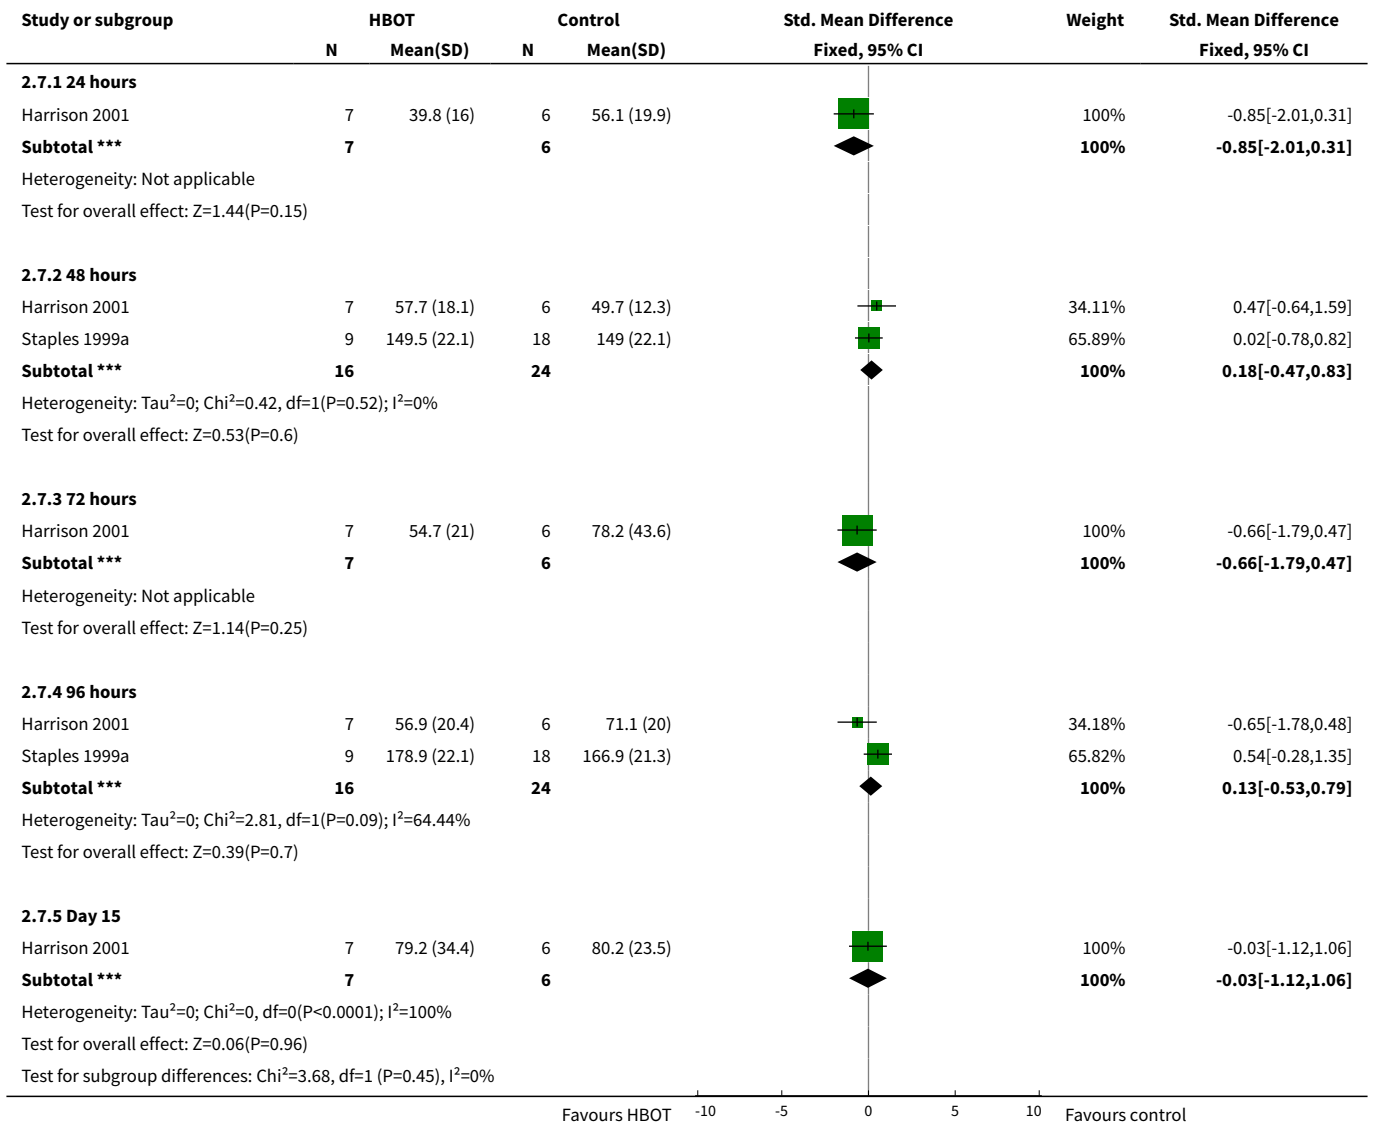 Study or subgroup HBOT Control Std. Mean Difference Weight Std. Mean Difference
N Mean(SD) N Mean(SD) Fixed, 95% CI Fixed, 95% CI
2.7.1 24 hours
Harrison 2001 7 39.8 (16) 6 56.1 (19.9) 100% -0.85[-2.01,0.31]
Subtotal *** 7 6 100% -0.85[-2.01,0.31]
Heterogeneity: Not applicable
Test for overall effect: Z=1.44(P=0.15)
2.7.2 48 hours
Harrison 2001 7 57.7 (18.1) 6 49.7 (12.3) 34.11% 0.47[-0.64,1.59]
Staples 1999a 9 149.5 (22.1) 18 149 (22.1) 65.89% 0.02[-0.78,0.82]
Subtotal *** 16 24 100% 0.18[-0.47,0.83]
Heterogeneity: Tau²=0; Chi²=0.42, df=1(P=0.52); I²=0%
Test for overall effect: Z=0.53(P=0.6)
2.7.3 72 hours
Harrison 2001 7 54.7 (21) 6 78.2 (43.6) 100% -0.66[-1.79,0.47]
Subtotal *** 7 6 100% -0.66[-1.79,0.47]
Heterogeneity: Not applicable
Test for overall effect: Z=1.14(P=0.25)
2.7.4 96 hours
Harrison 2001 7 56.9 (20.4) 6 71.1 (20) 34.18% -0.65[-1.78,0.48]
Staples 1999a 9 178.9 (22.1) 18 166.9 (21.3) 65.82% 0.54[-0.28,1.35]
Subtotal *** 16 24 100% 0.13[-0.53,0.79]
Heterogeneity: Tau²=0; Chi²=2.81, df=1(P=0.09); I²=64.44%
Test for overall effect: Z=0.39(P=0.7)
2.7.5 Day 15
Harrison 2001 7 79.2 (34.4) 6 80.2 (23.5) 100% -0.03[-1.12,1.06]
Subtotal *** 7 6 100% -0.03[-1.12,1.06]
Heterogeneity: Tau²=0; Chi²=0, df=0(P<0.0001); I²=100%
Test for overall effect: Z=0.06(P=0.96)
Test for subgroup differences: Chi²=3.68, df=1 (P=0.45), I²=0%
Favours HBOT -10 -5 0 5 10 Favours control